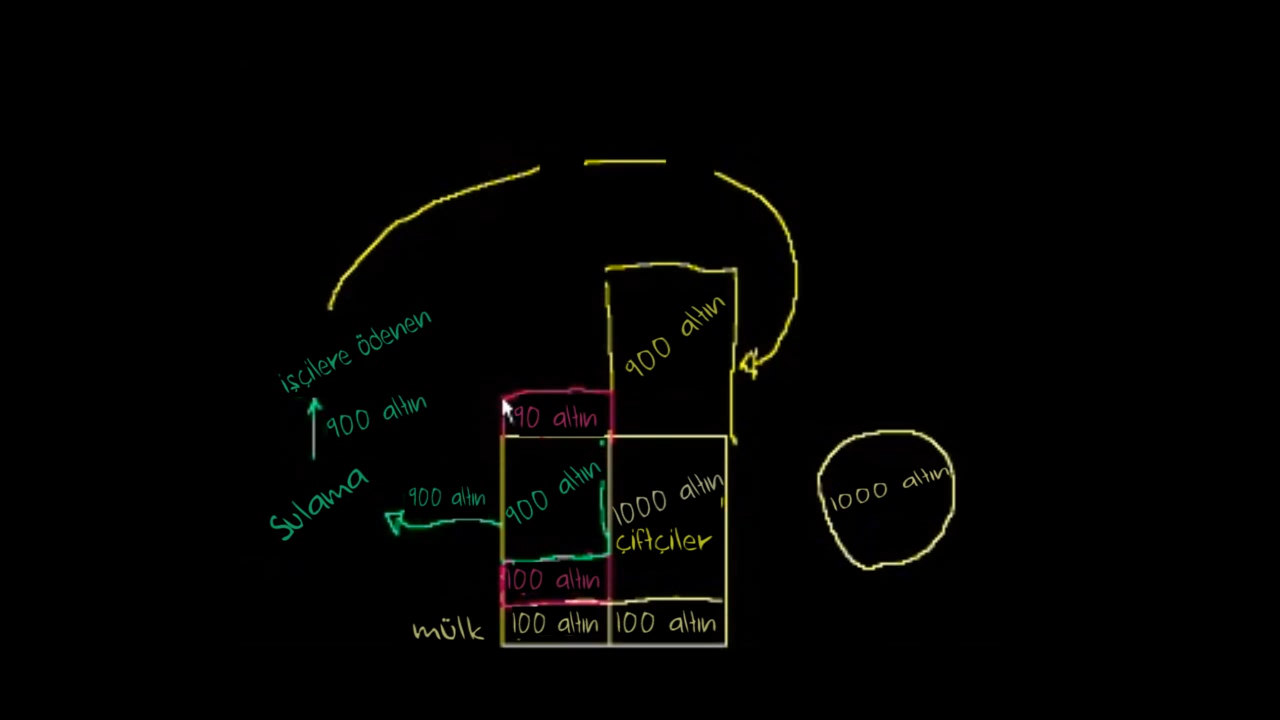 900 altın
işçilere ödenen
900 altın
90 altın
1000 altın
900 altın
1000 altın
çiftçiler
Sulama
900 altın
100 altın
mülk
100 altın
100 altın